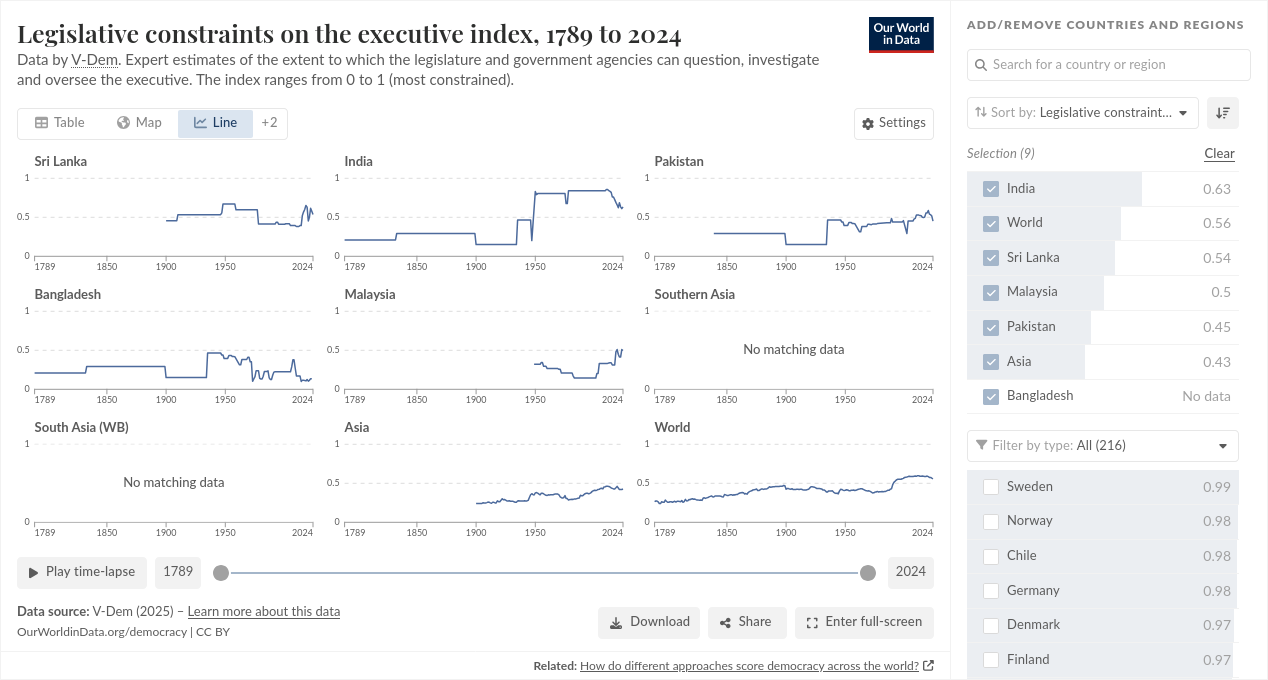 Legislative constraints on the executive index, 1789 to 2024
Our World
in Data
Data by V-Dem. Expert estimates of the extent to which the legislature and government agencies can question, investigate
and oversee the executive. The index ranges from 0 to 1 (most constrained).
Table
Map
Line
+2
Settings
Sri Lanka
1
0.5
0
1789 1850 1900 1950 2024
India
1
0.5
0
1789 1850 1900 1950 2024
Pakistan
1
0.5
0
1789 1850 1900 1950 2024
Bangladesh
1
0.5
0
1789 1850 1900 1950 2024
Malaysia
1
0.5
0
1789 1850 1900 1950 2024
Southern Asia
1
0.5
No matching data
0
1789 1850 1900 1950 2024
South Asia (WB)
1
No matching data
0
1789 1850 1900 1950 2024
Asia
1
0.5
0
1789 1850 1900 1950 2024
World
1
0.5
0
1789 1850 1900 1950 2024
Play time-lapse
1789
2024
Data source: V-Dem (2025) – Learn more about this data
OurWorldinData.org/democracy | CC BY
Download
Share
Enter full-screen
Related: How do different approaches score democracy across the world?
ADD/REMOVE COUNTRIES AND REGIONS
Search for a country or region
Sort by: Legislative constraint...
Selection (9)
Clear
India 0.63
World 0.56
Sri Lanka 0.54
Malaysia 0.5
Pakistan 0.45
Asia 0.43
Bangladesh No data
Filter by type: All (216)
Sweden 0.99
Norway 0.98
Chile 0.98
Germany 0.98
Denmark 0.97
Finland 0.97